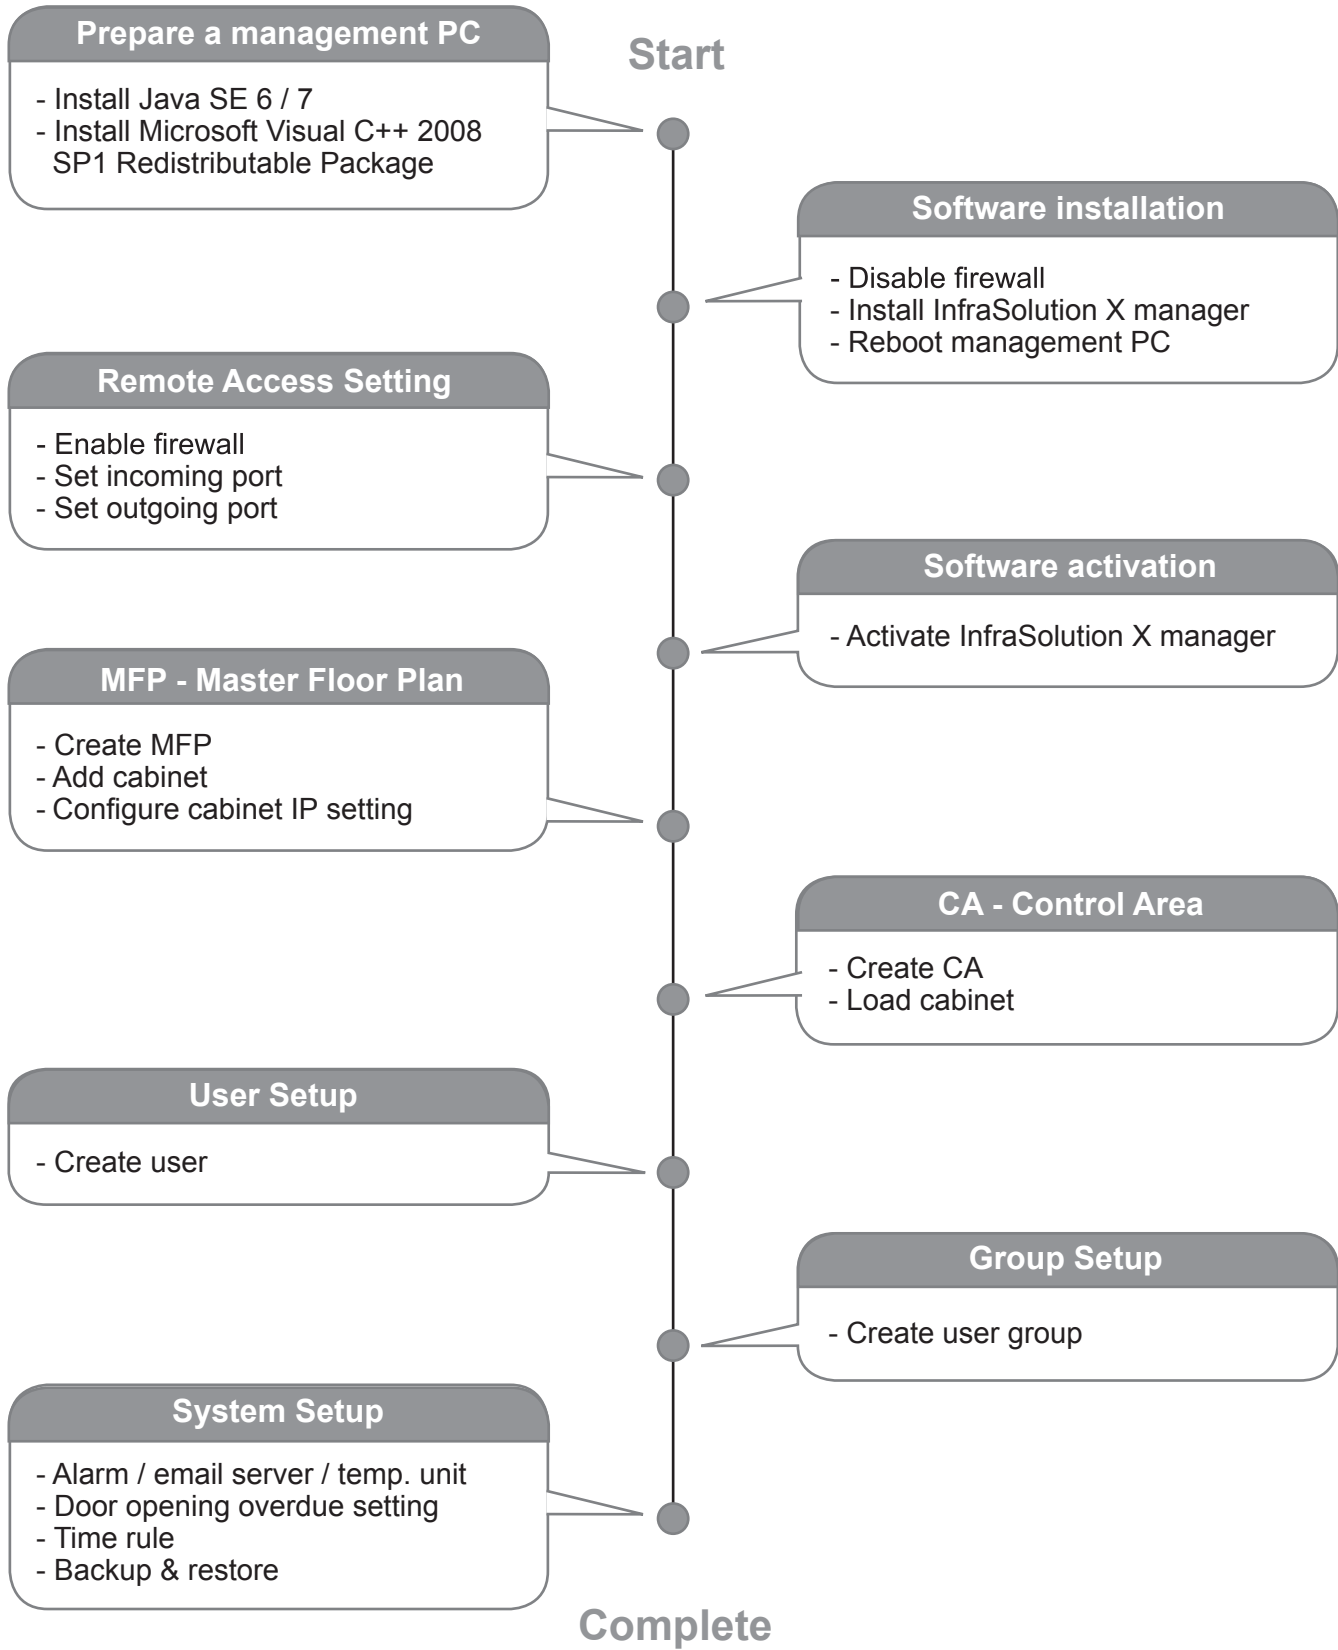 Start
Prepare a management PC
- Install Java SE 6 / 7
- Install Microsoft Visual C++ 2008
SP1 Redistributable Package
Software installation
- Disable firewall
- Install InfraSolution X manager
- Reboot management PC
Remote Access Setting
- Enable firewall
- Set incoming port
- Set outgoing port
Software activation
- Activate InfraSolution X manager
MFP - Master Floor Plan
- Create MFP
- Add cabinet
- Configure cabinet IP setting
CA - Control Area
- Create CA
- Load cabinet
User Setup
- Create user
Group Setup
- Create user group
System Setup
- Alarm / email server / temp. unit
- Door opening overdue setting
- Time rule
- Backup & restore
Complete